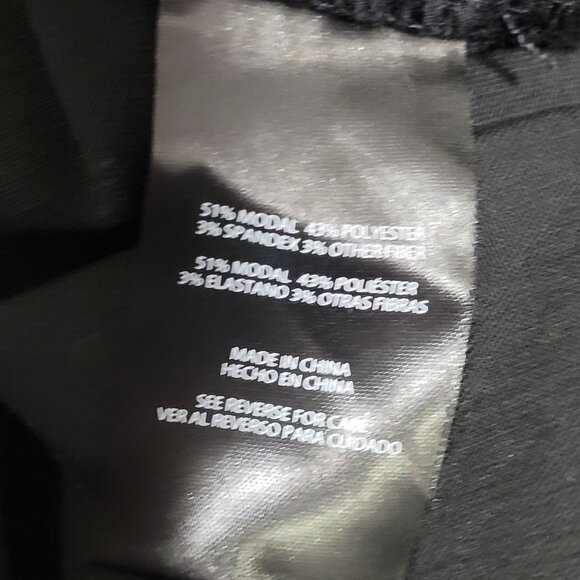 51% MODAL 43% POLYESTER
3% SPANDEX 3% OTHER FIBER
51% MODAL 43% POLIÉSTER
3% ELASTANO 3% OTRAS FIBRAS
MADE IN CHINA
HECHO EN CHINA
SEE REVERSE FOR CARE
VER AL REVERSO PARA CUIDADO